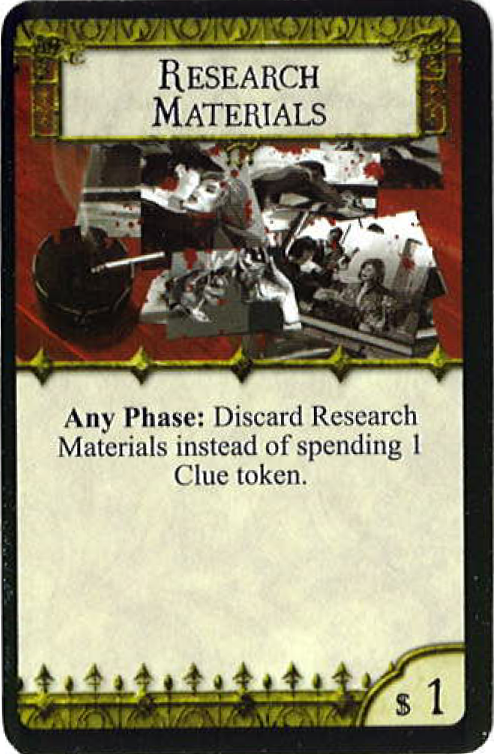 RESEARCH
MATERIALS
Any Phase: Discard Research
Materials instead of spending 1
Clue token.
$ 1